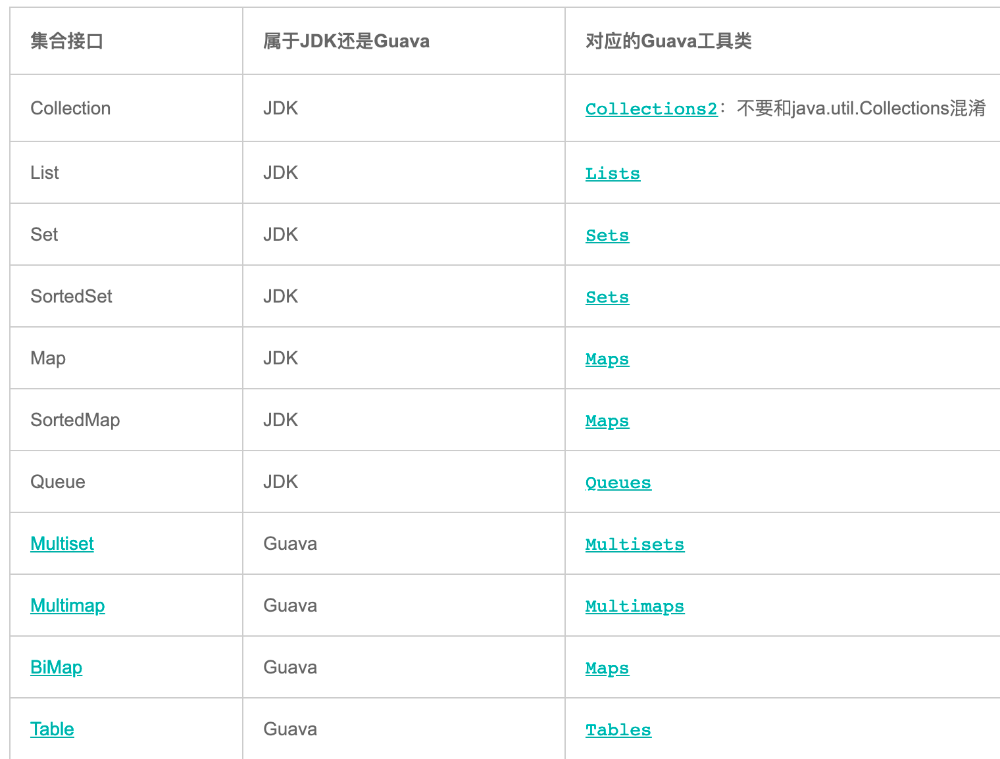 集合接口 属于JDK还是Guava 对应的Guava工具类
Collection JDK Collections2：不要和java.util.Collections混淆
List JDK Lists
Set JDK Sets
SortedSet JDK Sets
Map JDK Maps
SortedMap JDK Maps
Queue JDK Queues
Multiset Guava Multisets
Multimap Guava Multimaps
BiMap Guava Maps
Table Guava Tables